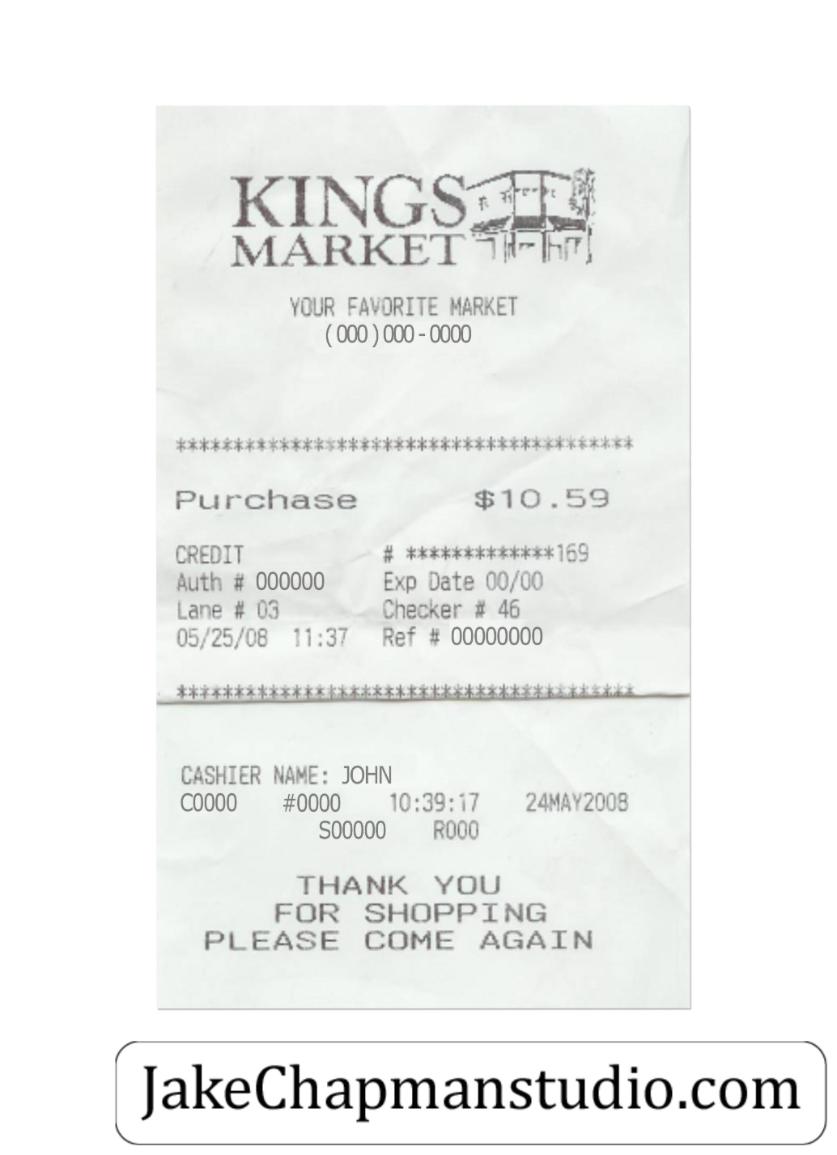 KINGS
MARKET
YOUR FAVORITE MARKET
(000)000-0000
****************************************
Purchase $10.59
CREDIT # *************169
Auth # 000000 Exp Date 00/00
Lane # 03 Checker # 46
05/25/08 11:37 Ref # 00000000
****************************************
CASHIER NAME: JOHN
C0000 #0000 10:39:17 24MAY2008
S00000 R000
THANK YOU
FOR SHOPPING
PLEASE COME AGAIN
JakeChapmanstudio.com